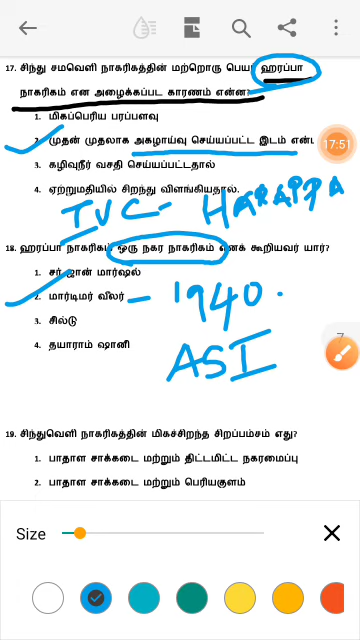 17. சிந்து சமவெளி நாகரிகத்தின் மற்றொரு பெயர் ஹரப்பா
நாகரிகம் என அழைக்கப்பட காரணம் என்ன?
1. மிகப்பெரிய பரப்பளவு
2. முதன் முதலாக அகழாய்வு செய்யப்பட்ட இடம்
17:51
3. கழிவுநீர் வசதி செய்யப்பட்டதால்
4. ஏற்றுமதியில் சிறந்து விளங்கியதால்.
IVC - HARAPPA
18. ஹரப்பா நாகரிகம் ஒரு நகர நாகரிகம் எனக் கூறியவர் யார்?
1. சர் ஜான் மார்ஷல்
2. மார்டிமர் வீலர் - 1940.
3. சில்டு
7
4. தயாராம் ஷானி
ASI
19. சிந்துவெளி நாகரிகத்தின் மிகச்சிறந்த சிறப்பம்சம் எது?
1. பாதாள சாக்கடை மற்றும் திட்டமிட்ட நகரமைப்பு
2. பாதாள சாக்கடை மற்றும் பெரியகுளம்
Size